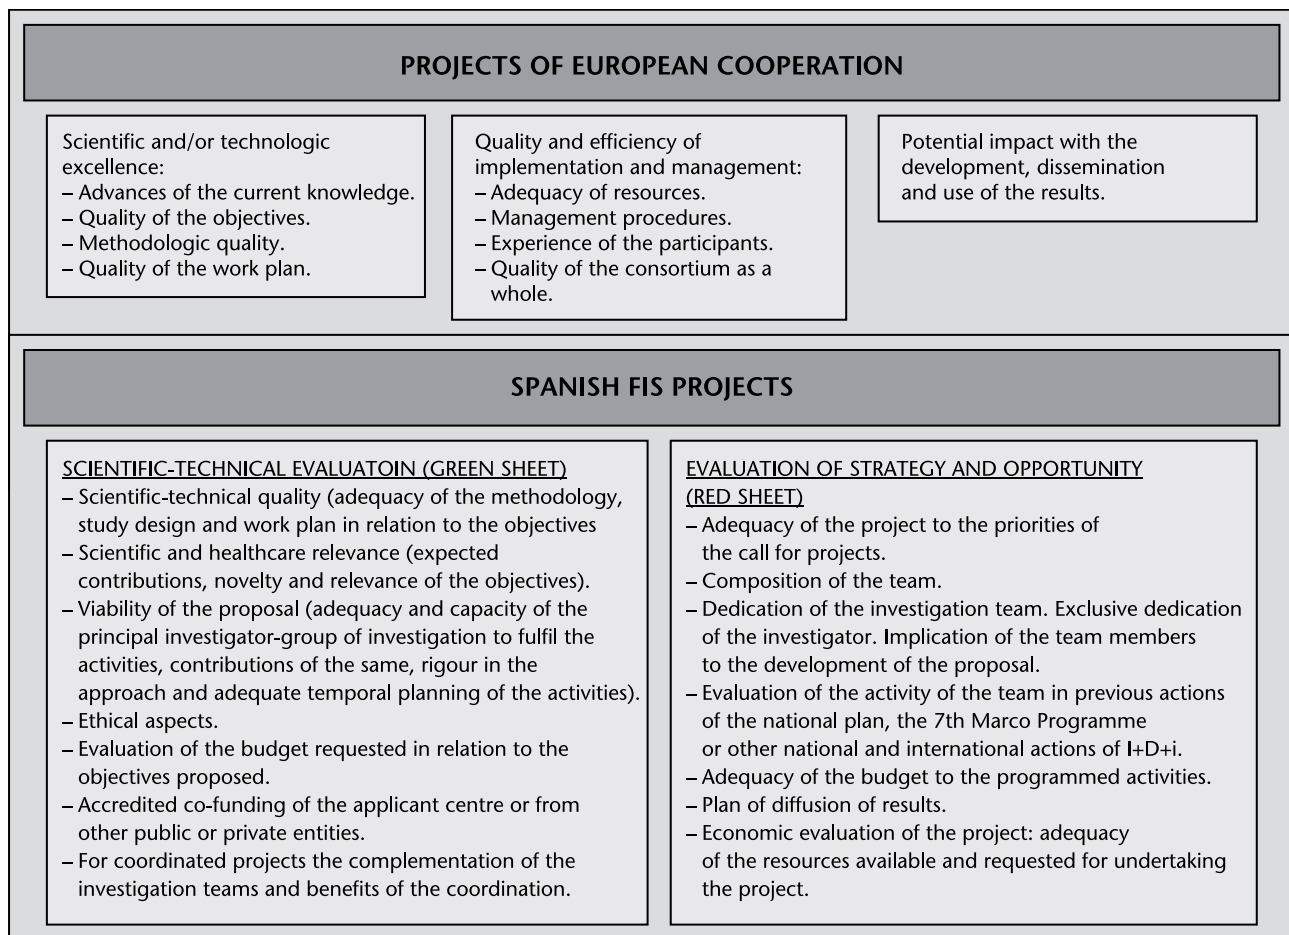 PROJECTS OF EUROPEAN COOPERATION
Scientific and/or technologic
excellence:
– Advances of the current knowledge.
– Quality of the objectives.
– Methodologic quality.
– Quality of the work plan.
Quality and efficiency of
implementation and management:
– Adequacy of resources.
– Management procedures.
– Experience of the participants.
– Quality of the consortium as a
whole.
Potential impact with the
development, dissemination
and use of the results.
SPANISH FIS PROJECTS
SCIENTIFIC-TECHNICAL EVALUATOIN (GREEN SHEET)
– Scientific-technical quality (adequacy of the methodology,
study design and work plan in relation to the objectives
– Scientific and healthcare relevance (expected
contributions, novelty and relevance of the objectives).
– Viability of the proposal (adequacy and capacity of the
principal investigator-group of investigation to fulfil the
activities, contributions of the same, rigour in the
approach and adequate temporal planning of the activities).
– Ethical aspects.
– Evaluation of the budget requested in relation to the
objectives proposed.
– Accredited co-funding of the applicant centre or from
other public or private entities.
– For coordinated projects the complementation of the
investigation teams and benefits of the coordination.
EVALUATION OF STRATEGY AND OPPORTUNITY
(RED SHEET)
– Adequacy of the project to the priorities of
the call for projects.
– Composition of the team.
– Dedication of the investigation team. Exclusive dedication
of the investigator. Implication of the team members
to the development of the proposal.
– Evaluation of the activity of the team in previous actions
of the national plan, the 7th Marco Programme
or other national and international actions of I+D+i.
– Adequacy of the budget to the programmed activities.
– Plan of diffusion of results.
– Economic evaluation of the project: adequacy
of the resources available and requested for undertaking
the project.